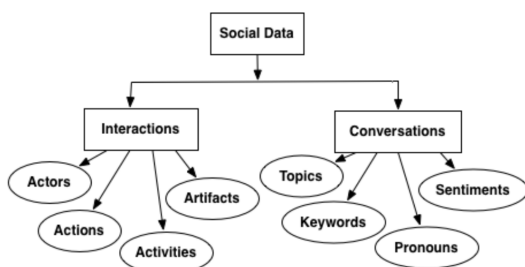 Social Data
Interactions
Conversations
Actors
Actions
Activities
Artifacts
Topics
Keywords
Pronouns
Sentiments